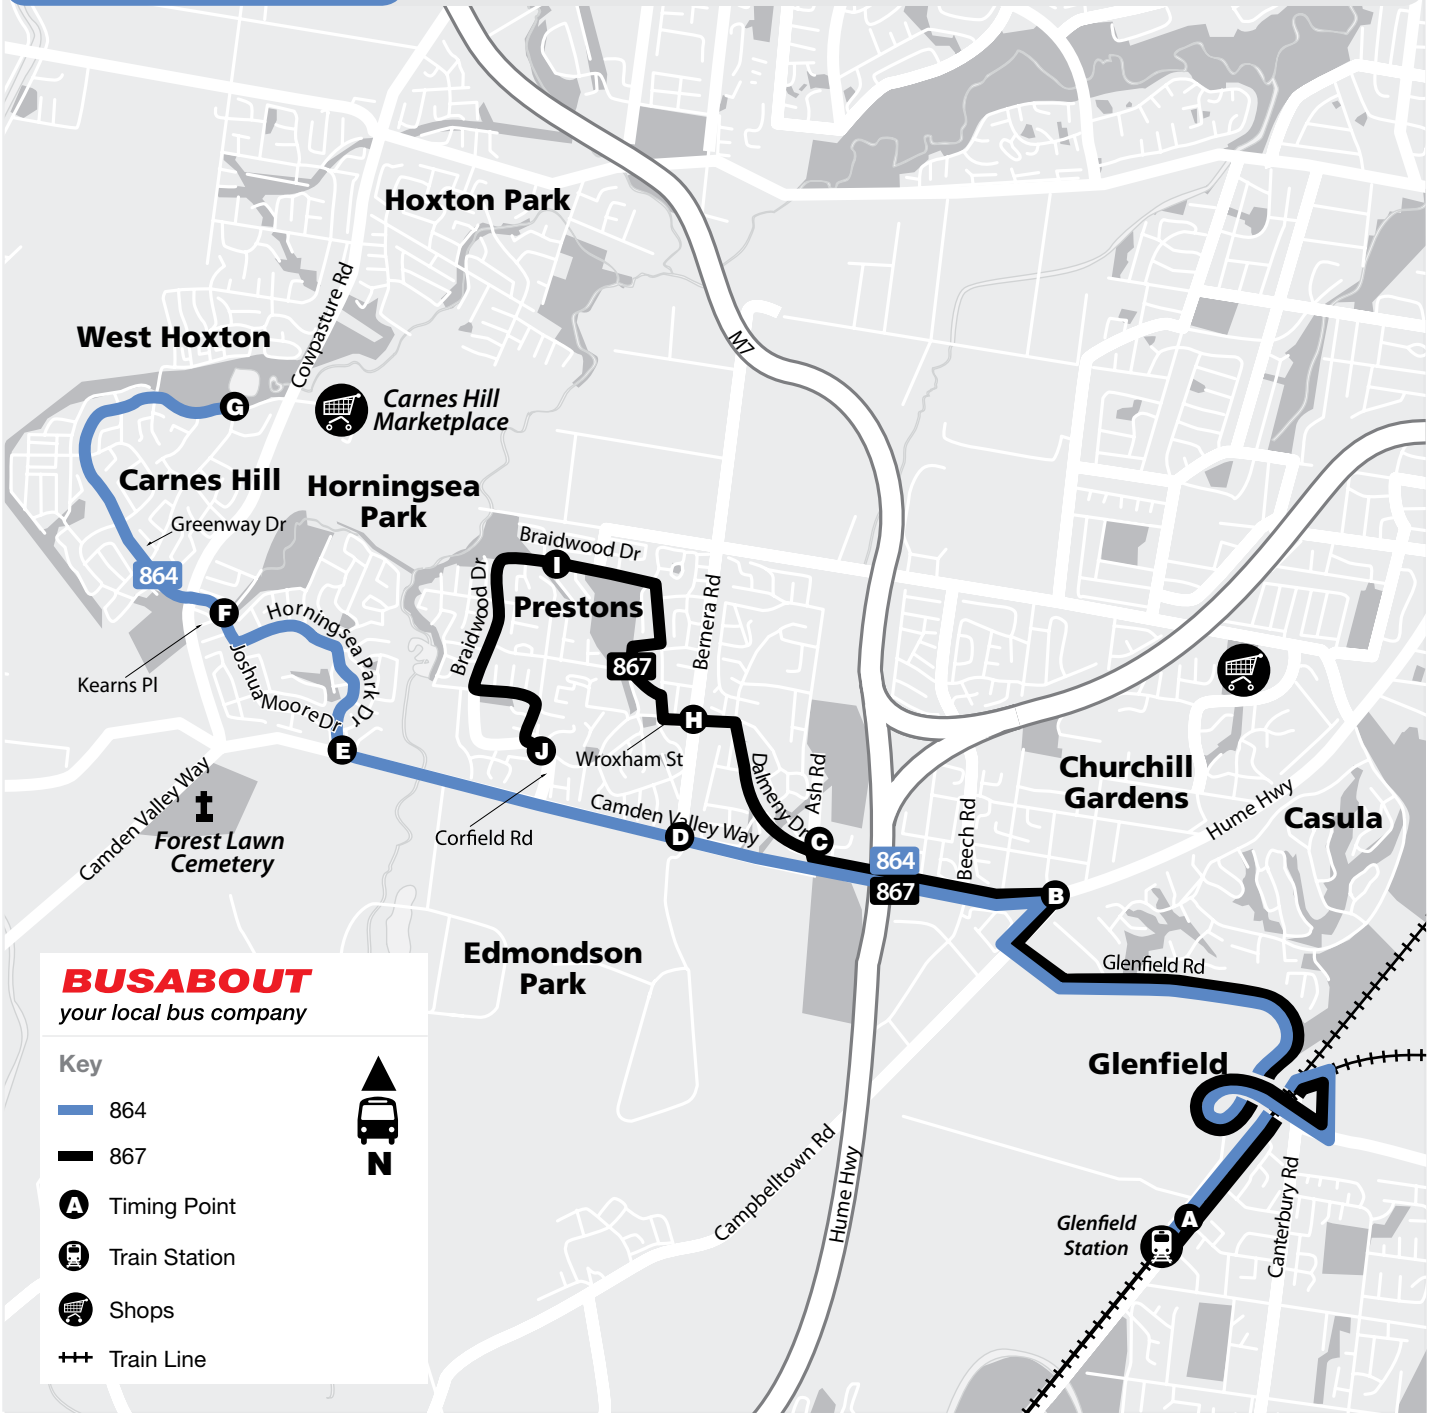 Hoxton Park
Cowpasture Rd
West Hoxton
M7
G
Carnes Hill
Marketplace
Carnes Hill
Horningsea
Park
Greenway Dr
Braidwood Dr
I
864
Braidwood Dr
Prestons
Bernera Rd
F
Horningsea Park Dr
867
Kearns Pl
Joshua Moore Dr
H
Wroxham St
E
J
Dalmeny Dr
Ash Rd
Churchill
Gardens
Hume Hwy
Casula
Camden Valley Way
Forest Lawn
Cemetery
Corfield Rd
Camden Valley Way
D
C
Beech Rd
864
867
B
Edmondson
Park
Glenfield Rd
Glenfield
Campbelltown Rd
Hume Hwy
Canterbury Rd
A
Glenfield
Station
BUSABOUT
your local bus company
Key
864
867
N
A Timing Point
Train Station
Shops
Train Line